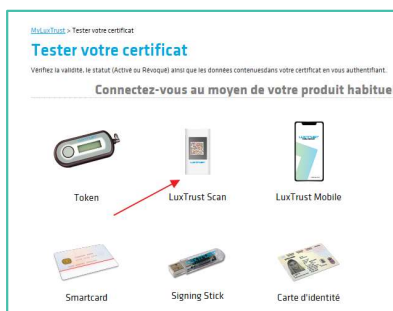 MyLuxTrust > Tester votre certificat
Tester votre certificat
Vérifiez la validité, le statut (Activé ou Révoqué) ainsi que les données contenuesdans votre certificat en vous authentifiant.
Connectez-vous au moyen de votre produit habitue
Token
LuxTrust Scan
LuxTrust Mobile
Smartcard
Signing Stick
Carte d'identité